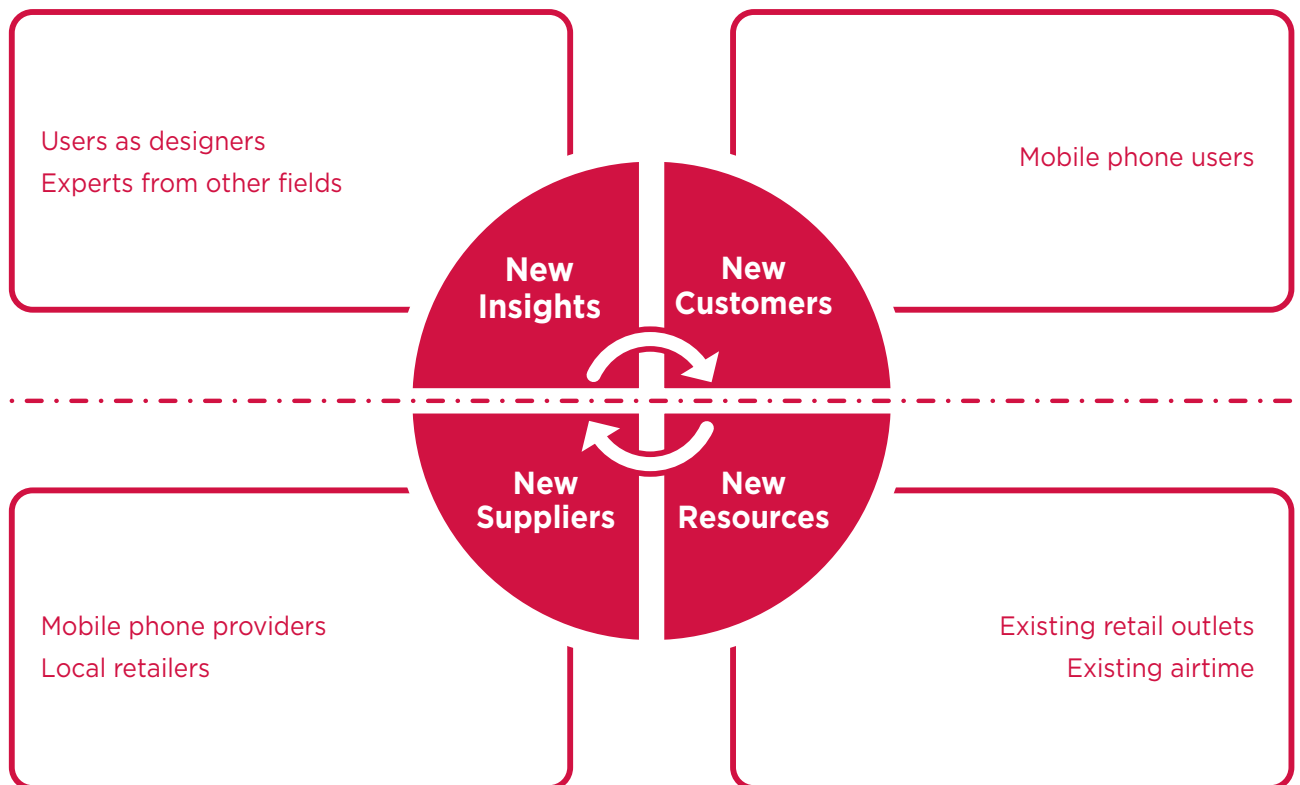 Users as designers
Experts from other fields
Mobile phone users
New
Insights
New
Customers
New
Suppliers
New
Resources
Mobile phone providers
Local retailers
Existing retail outlets
Existing airtime